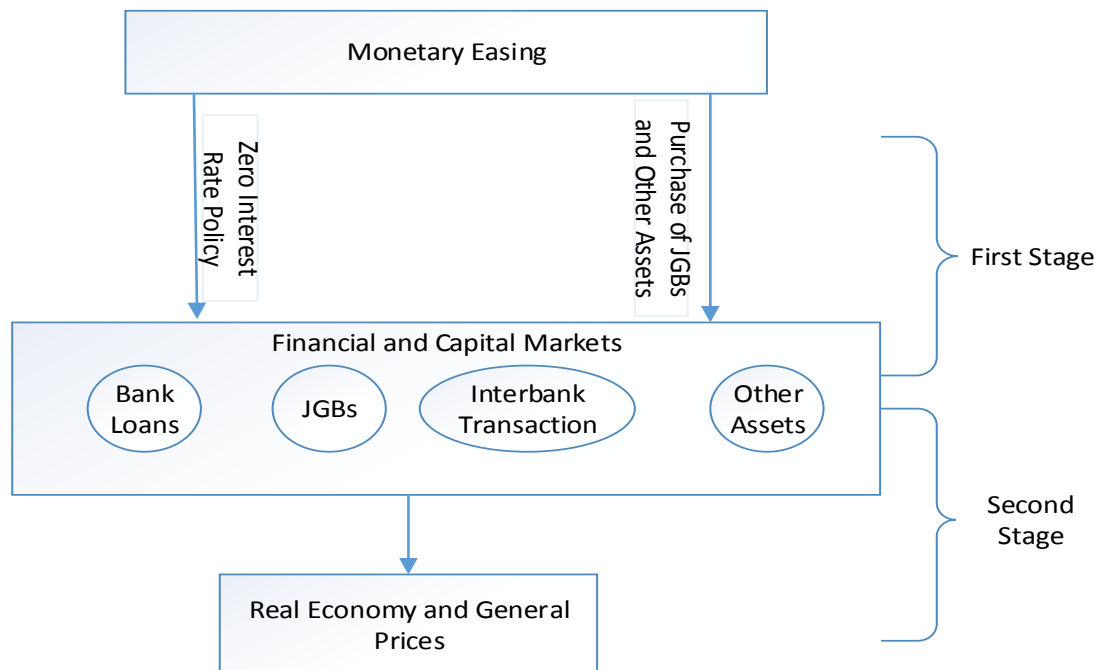 Monetary Easing
Zero Interest
Rate Policy
Purchase of JGBs
and Other Assets
First Stage
Financial and Capital Markets
Bank
Loans
JGBs
Interbank
Transaction
Other
Assets
Second
Stage
Real Economy and General
Prices